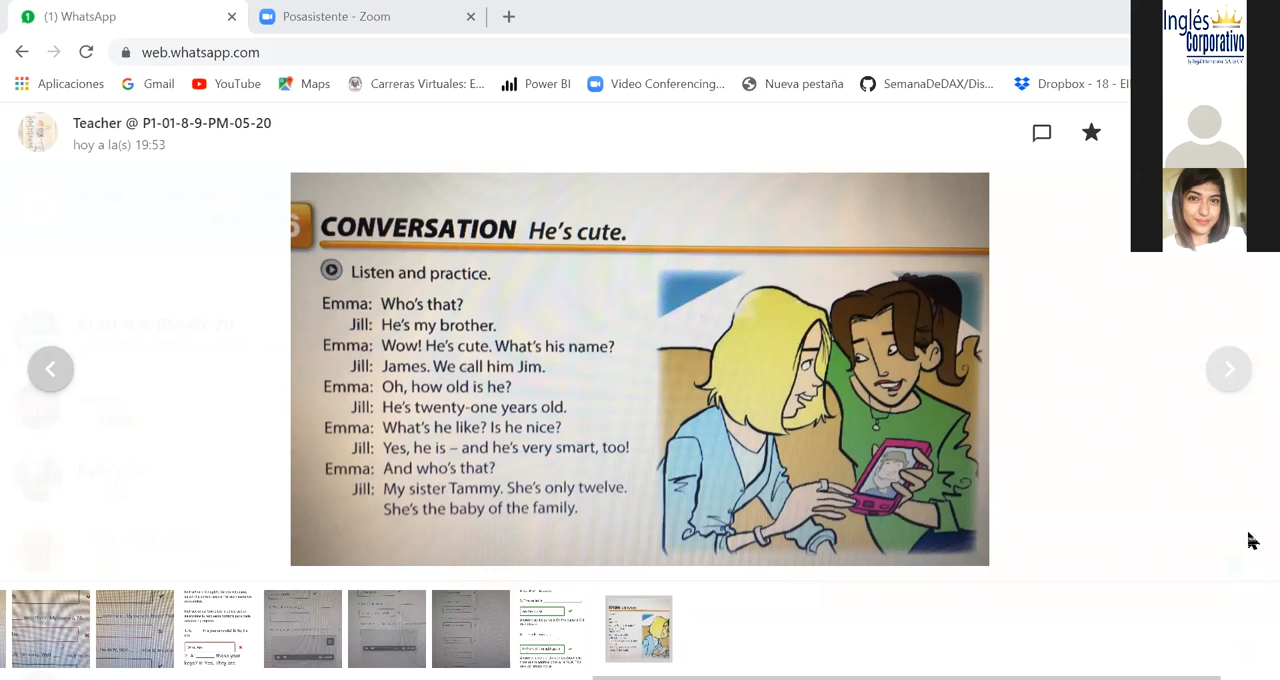 (1) WhatsApp
Posasistente - Zoom
web.whatsapp.com
Aplicaciones
Gmail
YouTube
Maps
Carreras Virtuales: E...
Power BI
Video Conferencing...
Nueva pestaña
SemanaDeDAX/Dis...
Dropbox - 18 - El
Inglés
Corporativo
Teacher @ P1-01-8-9-PM-05-20
hoy a la(s) 19:53
CONVERSATION He's cute.
Listen and practice.
Emma: Who's that?
Jill: He's my brother.
Emma: Wow! He's cute. What's his name?
Jill: James. We call him Jim.
Emma: Oh, how old is he?
Jill: He's twenty-one years old.
Emma: What's he like? Is he nice?
Jill: Yes, he is – and he's very smart, too!
Emma: And who's that?
Jill: My sister Tammy. She's only twelve.
She's the baby of the family.